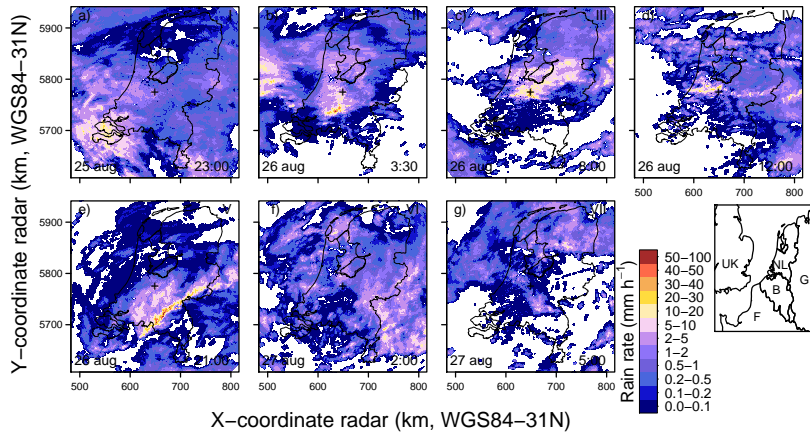 a) I
25 aug 23:00
b) II
26 aug 3:30
c) III
26 aug 8:00
d) IV
26 aug 12:00
e) V
21:00
f) VI
27 aug 2:00
g) VII
27 aug 5:00
5900
5800
5700
5900
5800
5700
500 600 700 800
500 600 700 800
500 600 700 800
500 600 700 800
Y−coordinate radar (km, WGS84−31N)
X−coordinate radar (km, WGS84−31N)
Rain rate (mm h⁻¹)
50−100
40−50
30−40
20−30
10−20
5−10
2−5
1−2
0.5−1
0.2−0.5
0.1−0.2
0.0−0.1
UK
NL
G
B
F